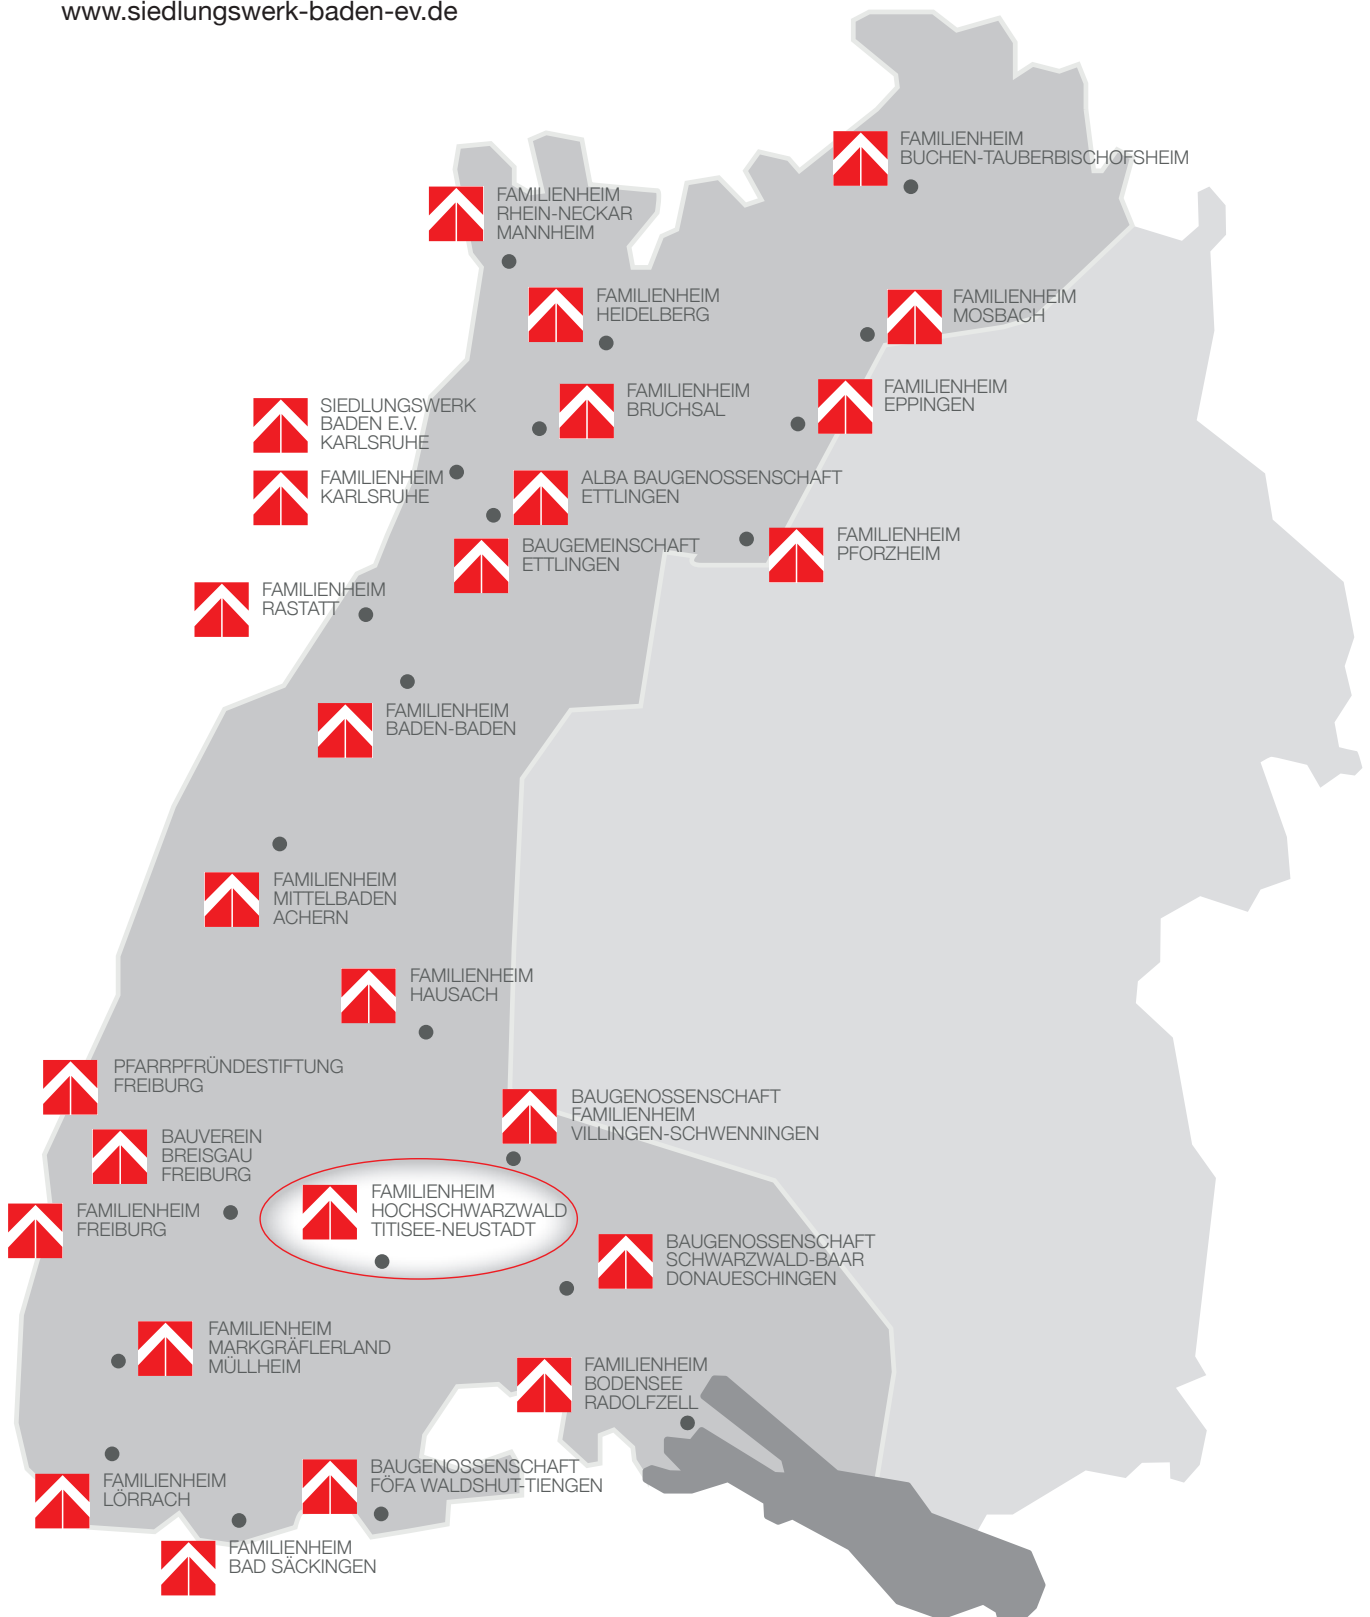 www.siedlungswerk-baden-ev.de
FAMILIENHEIM
BUCHEN-TAUBERBISCHOFSHEIM
FAMILIENHEIM
RHEIN-NECKAR
MANNHEIM
FAMILIENHEIM
HEIDELBERG
FAMILIENHEIM
MOSBACH
FAMILIENHEIM
BRUCHSAL
FAMILIENHEIM
EPPINGEN
SIEDLUNGSWERK
BADEN E.V.
KARLSRUHE
FAMILIENHEIM
KARLSRUHE
ALBA BAUGENOSSENSCHAFT
ETTLINGEN
BAUGEMEINSCHAFT
ETTLINGEN
FAMILIENHEIM
PFORZHEIM
FAMILIENHEIM
RASTATT
FAMILIENHEIM
BADEN-BADEN
FAMILIENHEIM
MITTELBADEN
ACHERN
FAMILIENHEIM
HAUSACH
PFARRPFRÜNDESTIFTUNG
FREIBURG
BAUGENOSSENSCHAFT
FAMILIENHEIM
VILLINGEN-SCHWENNINGEN
BAUVEREIN
BREISGAU
FREIBURG
FAMILIENHEIM
HOCHSCHWARZWALD
TITISEE-NEUSTADT
FAMILIENHEIM
FREIBURG
BAUGENOSSENSCHAFT
SCHWARZWALD-BAAR
DONAUESCHINGEN
FAMILIENHEIM
MARKGRÄFLERLAND
MÜLLHEIM
FAMILIENHEIM
BODENSEE
RADOLFZELL
BAUGENOSSENSCHAFT
FÖFA WALDSHUT-TIENGEN
FAMILIENHEIM
LÖRRACH
FAMILIENHEIM
BAD SÄCKINGEN